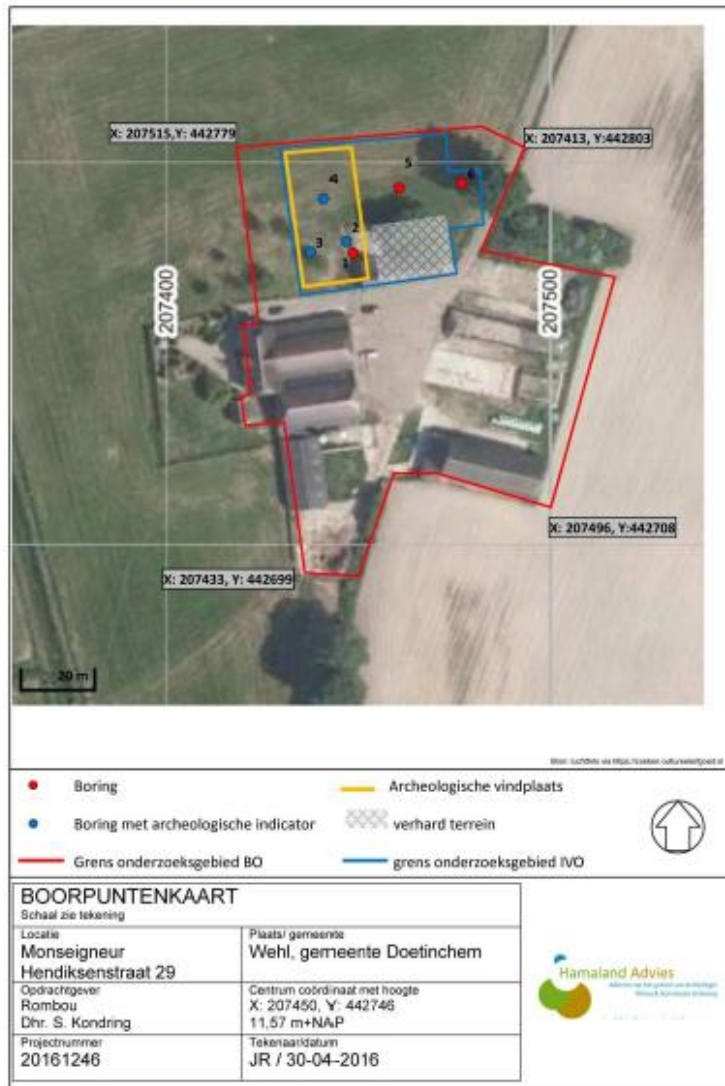 X: 207515,Y: 442779
X: 207413, Y:442803
5
4
2
3
1
207400
207500
X: 207496, Y:442708
X: 207433, Y: 442699
20 m
Boring
Archeologische vindplaats
Boring met archeologische indicator
verhard terrein
Grens onderzoeksgebied BO
grens onderzoeksgebied IVO
BOORPUNTENKAART
Schaal zie tekening
Locatie
Monseigneur
Hendiksenstraat 29
Plaats/ gemeente
Wehl, gemeente Doetinchem
Opdrachtgever
Rombou
Dhr. S. Kondring
Centrum coördinaat met hoogte
X: 207450, Y: 442746
11,57 m+NAP
Projectnummer
20161246
Tekenaar/datum
JR / 30-04-2016
Hamaland Advies